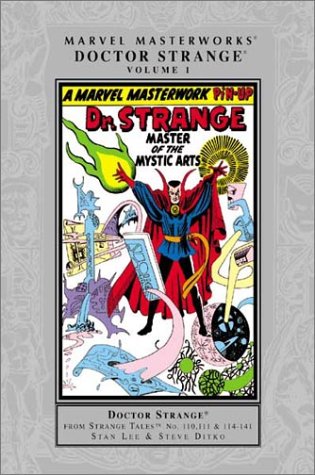 MARVEL MASTERWORKS®
DOCTOR STRANGE®
VOLUME 1
A MARVEL MASTERWORK PIN-UP
DR. STRANGE
MASTER
OF THE
MYSTIC ARTS
DOCTOR STRANGE®
FROM STRANGE TALES™ NO. 110,111 & 114-141
STAN LEE & STEVE DITKO